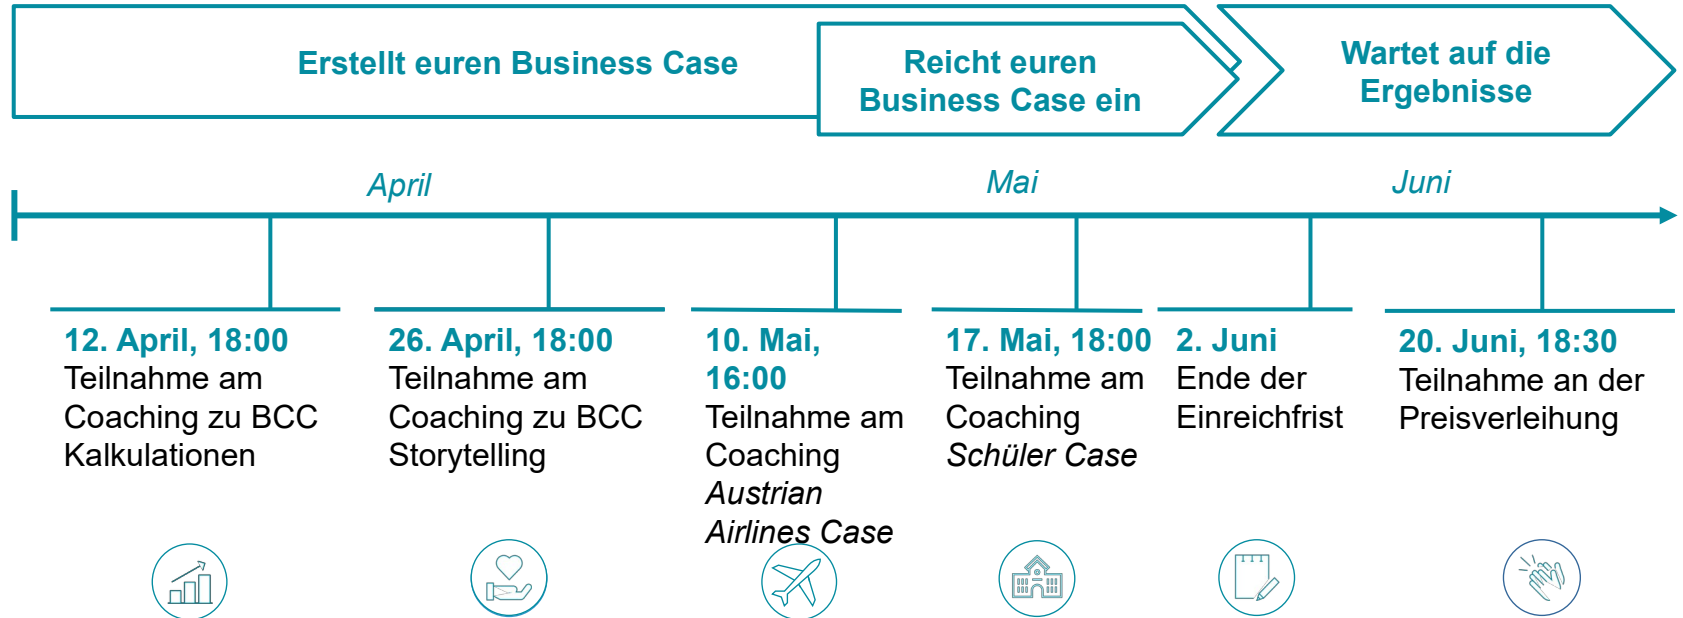 Erstellt euren Business Case
Reicht euren
Business Case ein
Wartet auf die
Ergebnisse
April
Mai
Juni
12. April, 18:00
Teilnahme am
Coaching zu BCC
Kalkulationen
26. April, 18:00
Teilnahme am
Coaching zu BCC
Storytelling
10. Mai,
16:00
Teilnahme am
Coaching
Austrian
Airlines Case
17. Mai, 18:00
Teilnahme am
Coaching
Schüler Case
2. Juni
Ende der
Einreichfrist
20. Juni, 18:30
Teilnahme an der
Preisverleihung